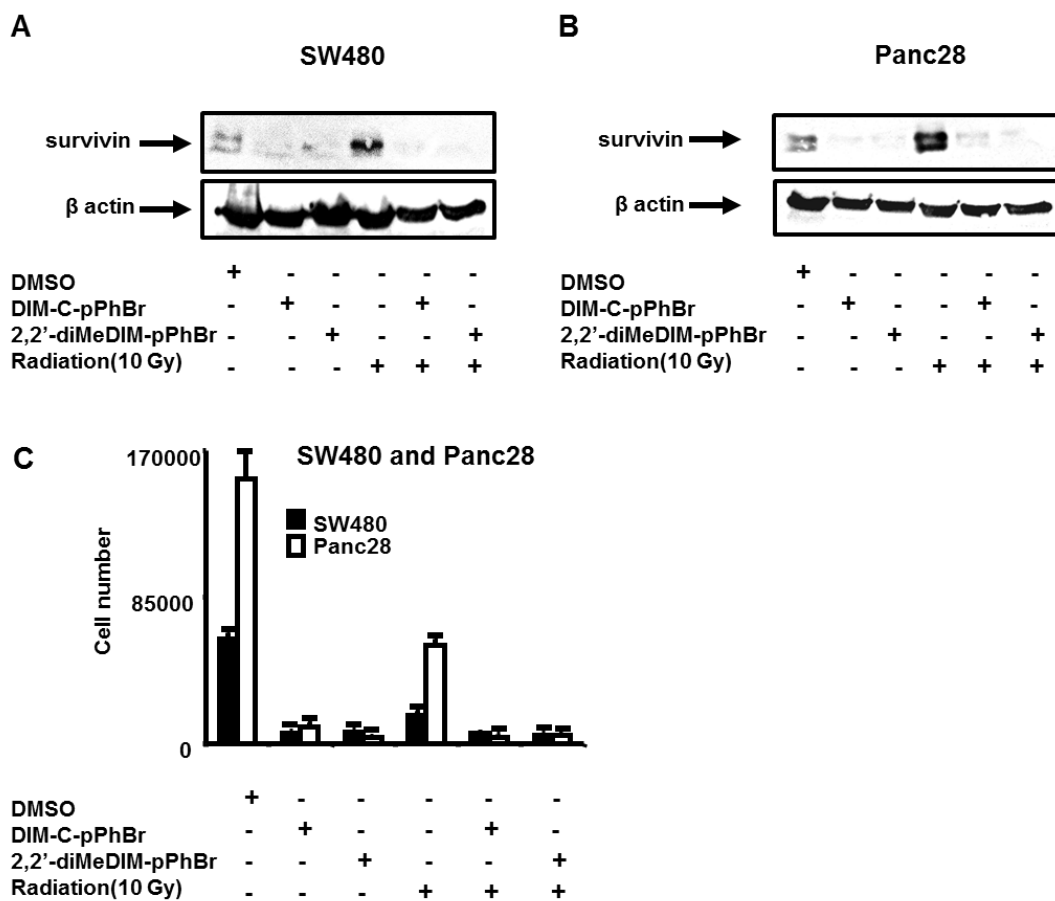 A
SW480
survivin
β actin
DMSO + - - - - -
DIM-C-pPhBr - + - - + -
2,2’-diMeDIM-pPhBr - - + - - +
Radiation(10 Gy) - - - + + +
B
Panc28
survivin
β actin
DMSO + - - - - -
DIM-C-pPhBr - + - - + -
2,2’-diMeDIM-pPhBr - - + - - +
Radiation(10 Gy) - - - + + +
C
SW480 and Panc28
SW480
Panc28
Cell number
170000
85000
0
DMSO + - - - - -
DIM-C-pPhBr - + - - + -
2,2’-diMeDIM-pPhBr - - + - - +
Radiation(10 Gy) - - - + + +